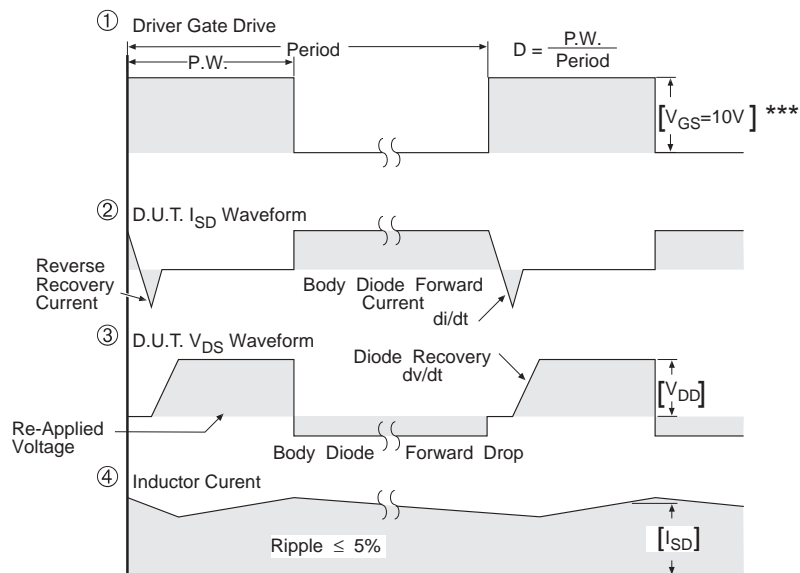 ① Driver Gate Drive
Period
P.W.
D = P.W. / Period
[VGS=10V] ***
② D.U.T. ISD Waveform
Reverse
Recovery
Current
Body Diode Forward
Current
di/dt
③ D.U.T. VDS Waveform
Diode Recovery
dv/dt
[VDD]
Re-Applied
Voltage
Body Diode Forward Drop
④ Inductor Curent
Ripple ≤ 5%
[ISD]